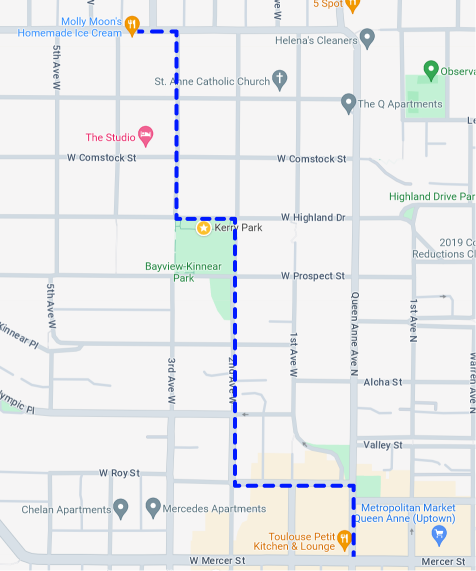 5 Spot
Molly Moon's
Homemade Ice Cream
Helena's Cleaners
5th Ave W
Ave W
St. Anne Catholic Church
Observa
The Q Apartments
Le
The Studio
W Comstock St
W Comstock St
Highland Drive Par
W Highland Dr
Kerry Park
2019 Co
Reductions Cl
Bayview-Kinnear
Park
W Prospect St
5th Ave W
Queen Anne Ave N
1st Ave N
Kinnear Pl
1st Ave W
3rd Ave W
2nd Ave W
Warren Ave N
Aloha St
ympic Pl
Valley St
W Roy St
Chelan Apartments
Mercedes Apartments
Metropolitan Market
Queen Anne (Uptown)
Toulouse Petit
Kitchen & Lounge
W Mercer St
Mercer St